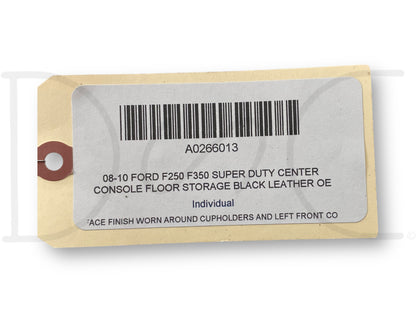 A0266013
08-10 FORD F250 F350 SUPER DUTY CENTER
CONSOLE FLOOR STORAGE BLACK LEATHER OE
Individual
FACE FINISH WORN AROUND CUPHOLDERS AND LEFT FRONT CO